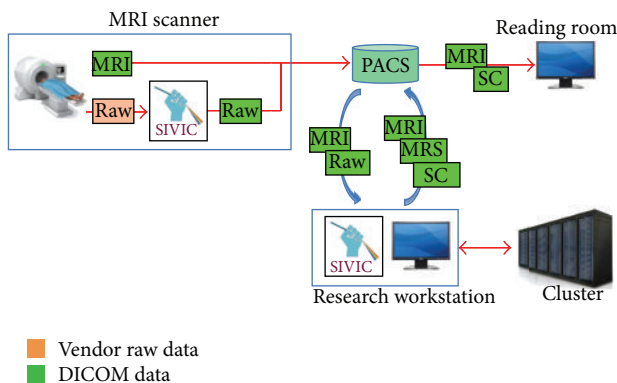 MRI scanner
Reading room
MRI
PACS
MRI
SC
Raw
SIVIC
Raw
MRI
Raw
MRI
MRS
SC
SIVIC
Research workstation
Cluster
Vendor raw data
DICOM data